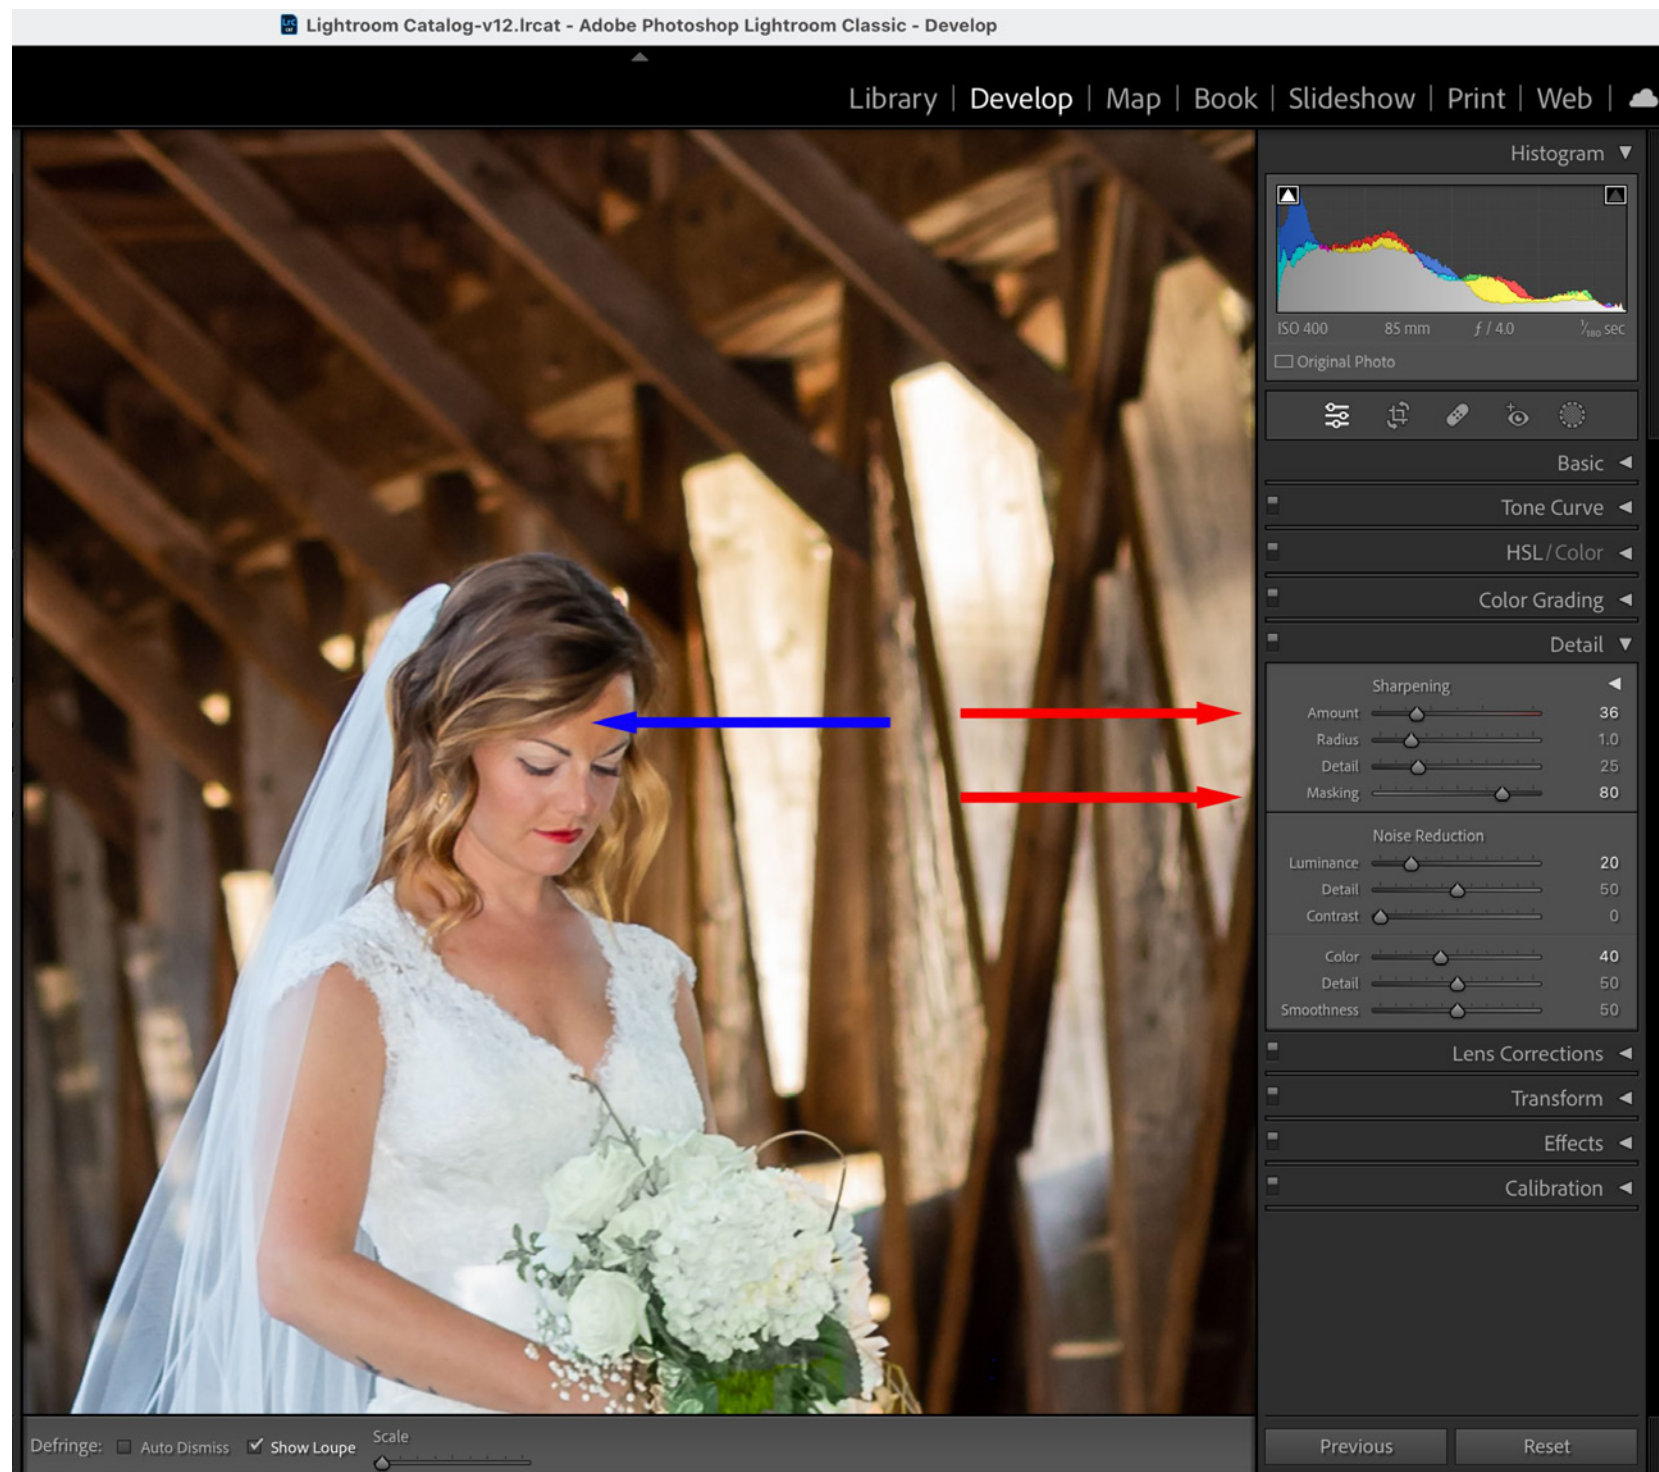 Lightroom Catalog-v12.lrcat - Adobe Photoshop Lightroom Classic - Develop
Library | Develop | Map | Book | Slideshow | Print | Web |
Histogram
ISO 400 85 mm ƒ / 4.0 1/180 sec
Original Photo
Basic
Tone Curve
HSL / Color
Color Grading
Detail
Sharpening
Amount 36
Radius 1.0
Detail 25
Masking 80
Noise Reduction
Luminance 20
Detail 50
Contrast 0
Color 40
Detail 50
Smoothness 50
Lens Corrections
Transform
Effects
Calibration
Defringe: Auto Dismiss Show Loupe Scale
Previous Reset